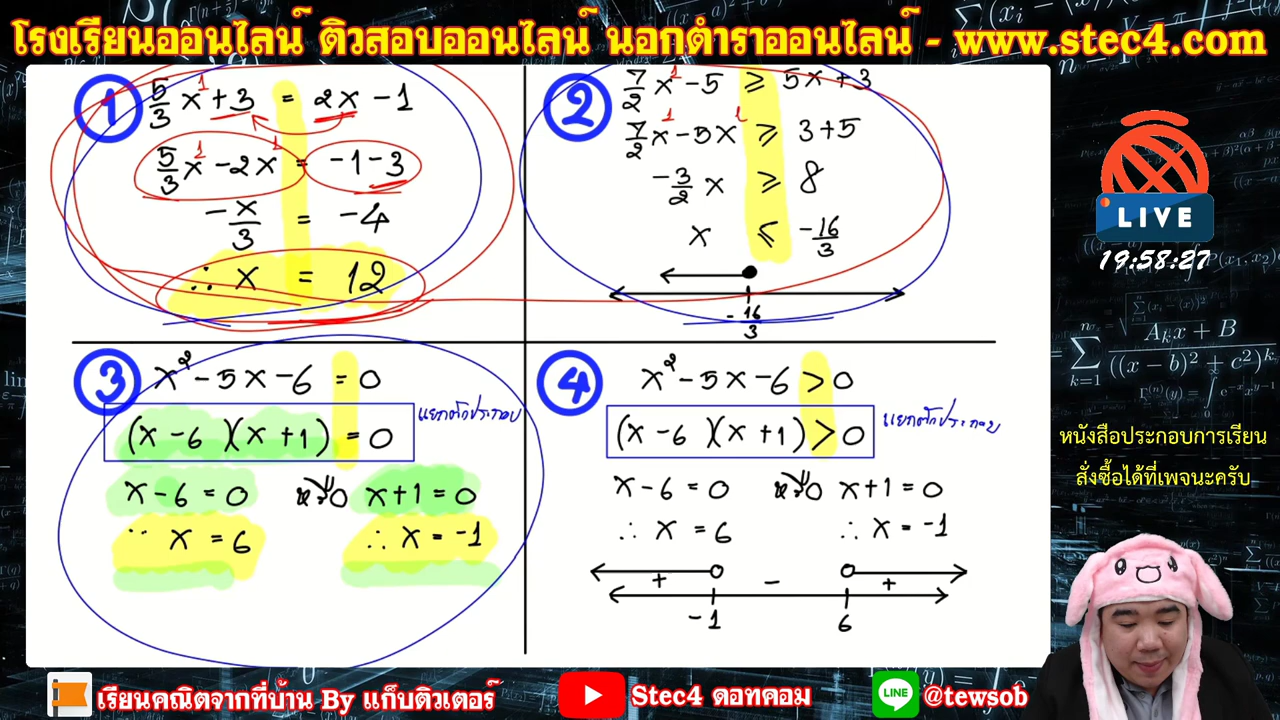 โรงเรียนออนไลน์ ติวสอบออนไลน์ นอกตำราออนไลน์ - www.stec4.com
1
5/3 x¹ + 3 = 2x - 1
5/3 x¹ - 2x¹ = -1 - 3
-x/3 = -4
∴ x = 12
2
7/2 x¹ - 5 ≥ 5x + 3
7/2 x¹ - 5x¹ ≥ 3 + 5
-3/2 x ≥ 8
x ≤ -16/3
-16/3
3
x² - 5x - 6 = 0
(x - 6)(x + 1) = 0 แยกตัวประกอบ
x - 6 = 0 หรือ x + 1 = 0
∴ x = 6 ∴ x = -1
4
x² - 5x - 6 > 0
(x - 6)(x + 1) > 0 แยกตัวประกอบ
x - 6 = 0 หรือ x + 1 = 0
∴ x = 6 ∴ x = -1
+ - +
-1 6
LIVE
19:58:27
หนังสือประกอบการเรียน
สั่งซื้อได้ที่เพจนะครับ
เรียนคณิตจากที่บ้าน By แก็บติวเตอร์
Stec4 ดอทคอม
LINE @tewsob